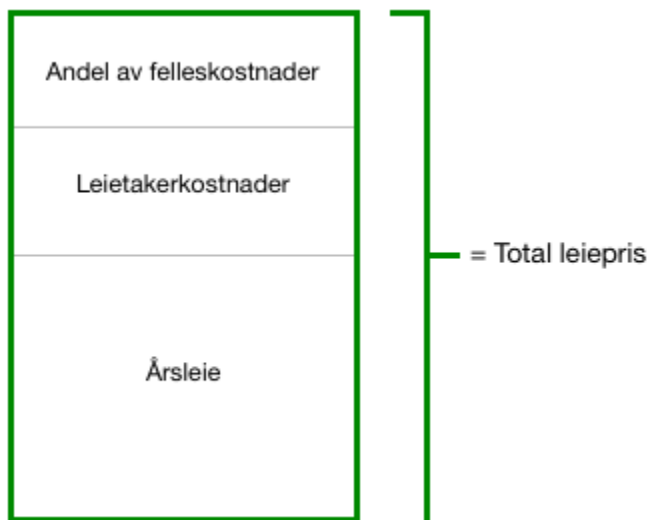 Andel av felleskostnader
Leietakerkostnader
= Total leiepris
Årsleie